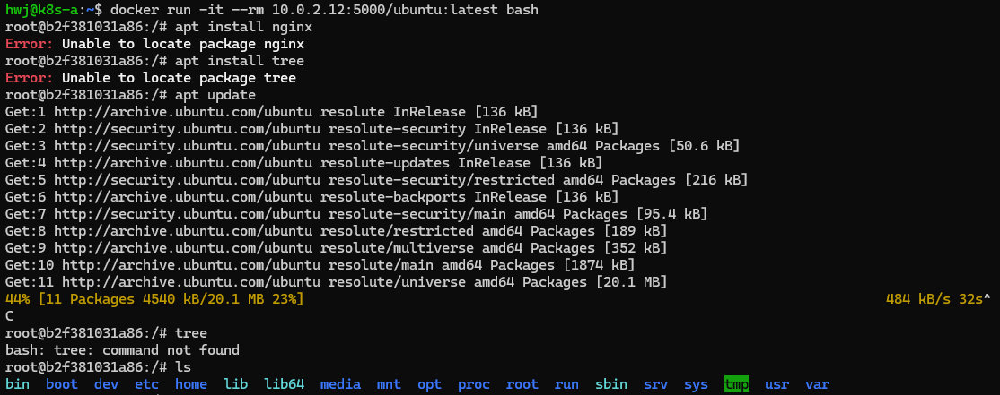 hwj@k8s-a:~$ docker run -it --rm 10.0.2.12:5000/ubuntu:latest bash
root@b2f381031a86:/# apt install nginx
Error: Unable to locate package nginx
root@b2f381031a86:/# apt install tree
Error: Unable to locate package tree
root@b2f381031a86:/# apt update
Get:1 http://archive.ubuntu.com/ubuntu resolute InRelease [136 kB]
Get:2 http://security.ubuntu.com/ubuntu resolute-security InRelease [136 kB]
Get:3 http://security.ubuntu.com/ubuntu resolute-security/universe amd64 Packages [50.6 kB]
Get:4 http://archive.ubuntu.com/ubuntu resolute-updates InRelease [136 kB]
Get:5 http://security.ubuntu.com/ubuntu resolute-security/restricted amd64 Packages [216 kB]
Get:6 http://archive.ubuntu.com/ubuntu resolute-backports InRelease [136 kB]
Get:7 http://security.ubuntu.com/ubuntu resolute-security/main amd64 Packages [95.4 kB]
Get:8 http://archive.ubuntu.com/ubuntu resolute/restricted amd64 Packages [189 kB]
Get:9 http://archive.ubuntu.com/ubuntu resolute/multiverse amd64 Packages [352 kB]
Get:10 http://archive.ubuntu.com/ubuntu resolute/main amd64 Packages [1874 kB]
Get:11 http://archive.ubuntu.com/ubuntu resolute/universe amd64 Packages [20.1 MB]
44% [11 Packages 4540 kB/20.1 MB 23%] 484 kB/s 32s^
C
root@b2f381031a86:/# tree
bash: tree: command not found
root@b2f381031a86:/# ls
bin boot dev etc home lib lib64 media mnt opt proc root run sbin srv sys tmp usr var